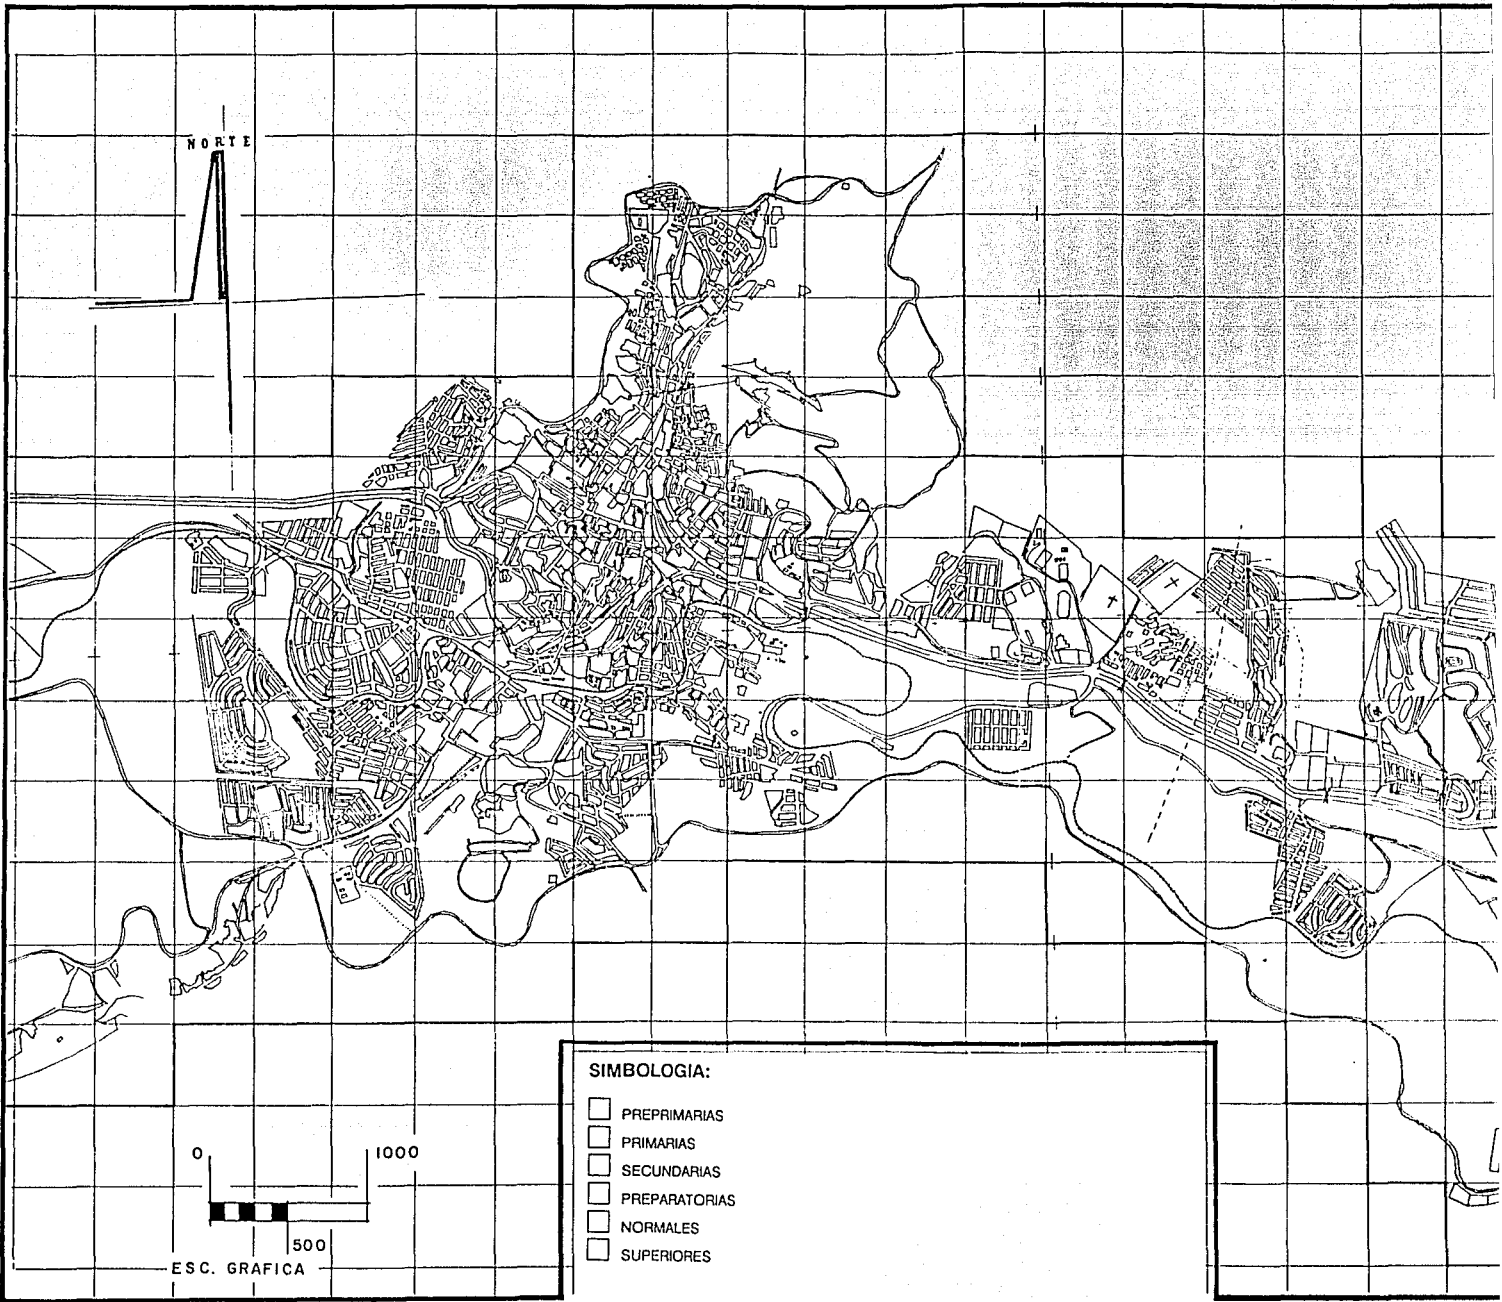 NORTE
SIMBOLOGIA:
PREPRIMARIAS
PRIMARIAS
SECUNDARIAS
PREPARATORIAS
NORMALES
SUPERIORES
0 1000
500
ESC. GRAFICA